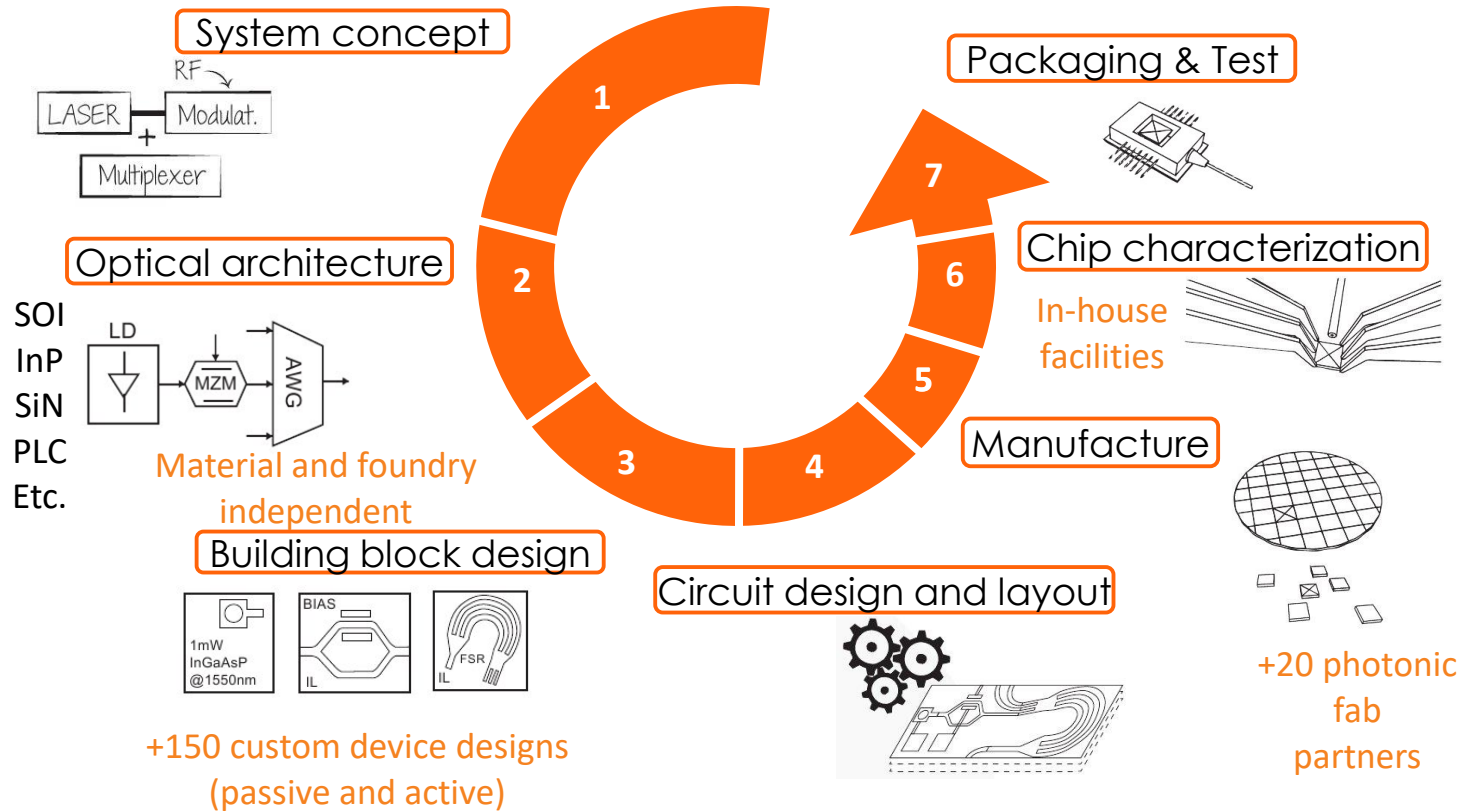 System concept
RF
LASER
Modulat.
+
Multiplexer
1
Optical architecture
SOI
InP
SiN
PLC
Etc.
LD
MZM
AWG
Material and foundry
independent
2
Building block design
1mW
InGaAsP
@1550nm
BIAS
IL
FSR
IL
+150 custom device designs
(passive and active)
3
Circuit design and layout
4
Manufacture
+20 photonic
fab
partners
5
Chip characterization
In-house
facilities
6
Packaging & Test
7